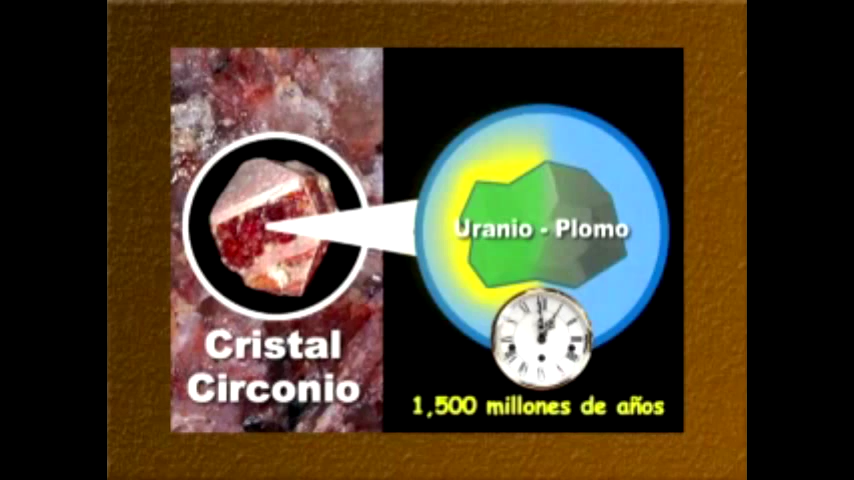 Uranio - Plomo
Cristal
Circonio
1,500 millones de años